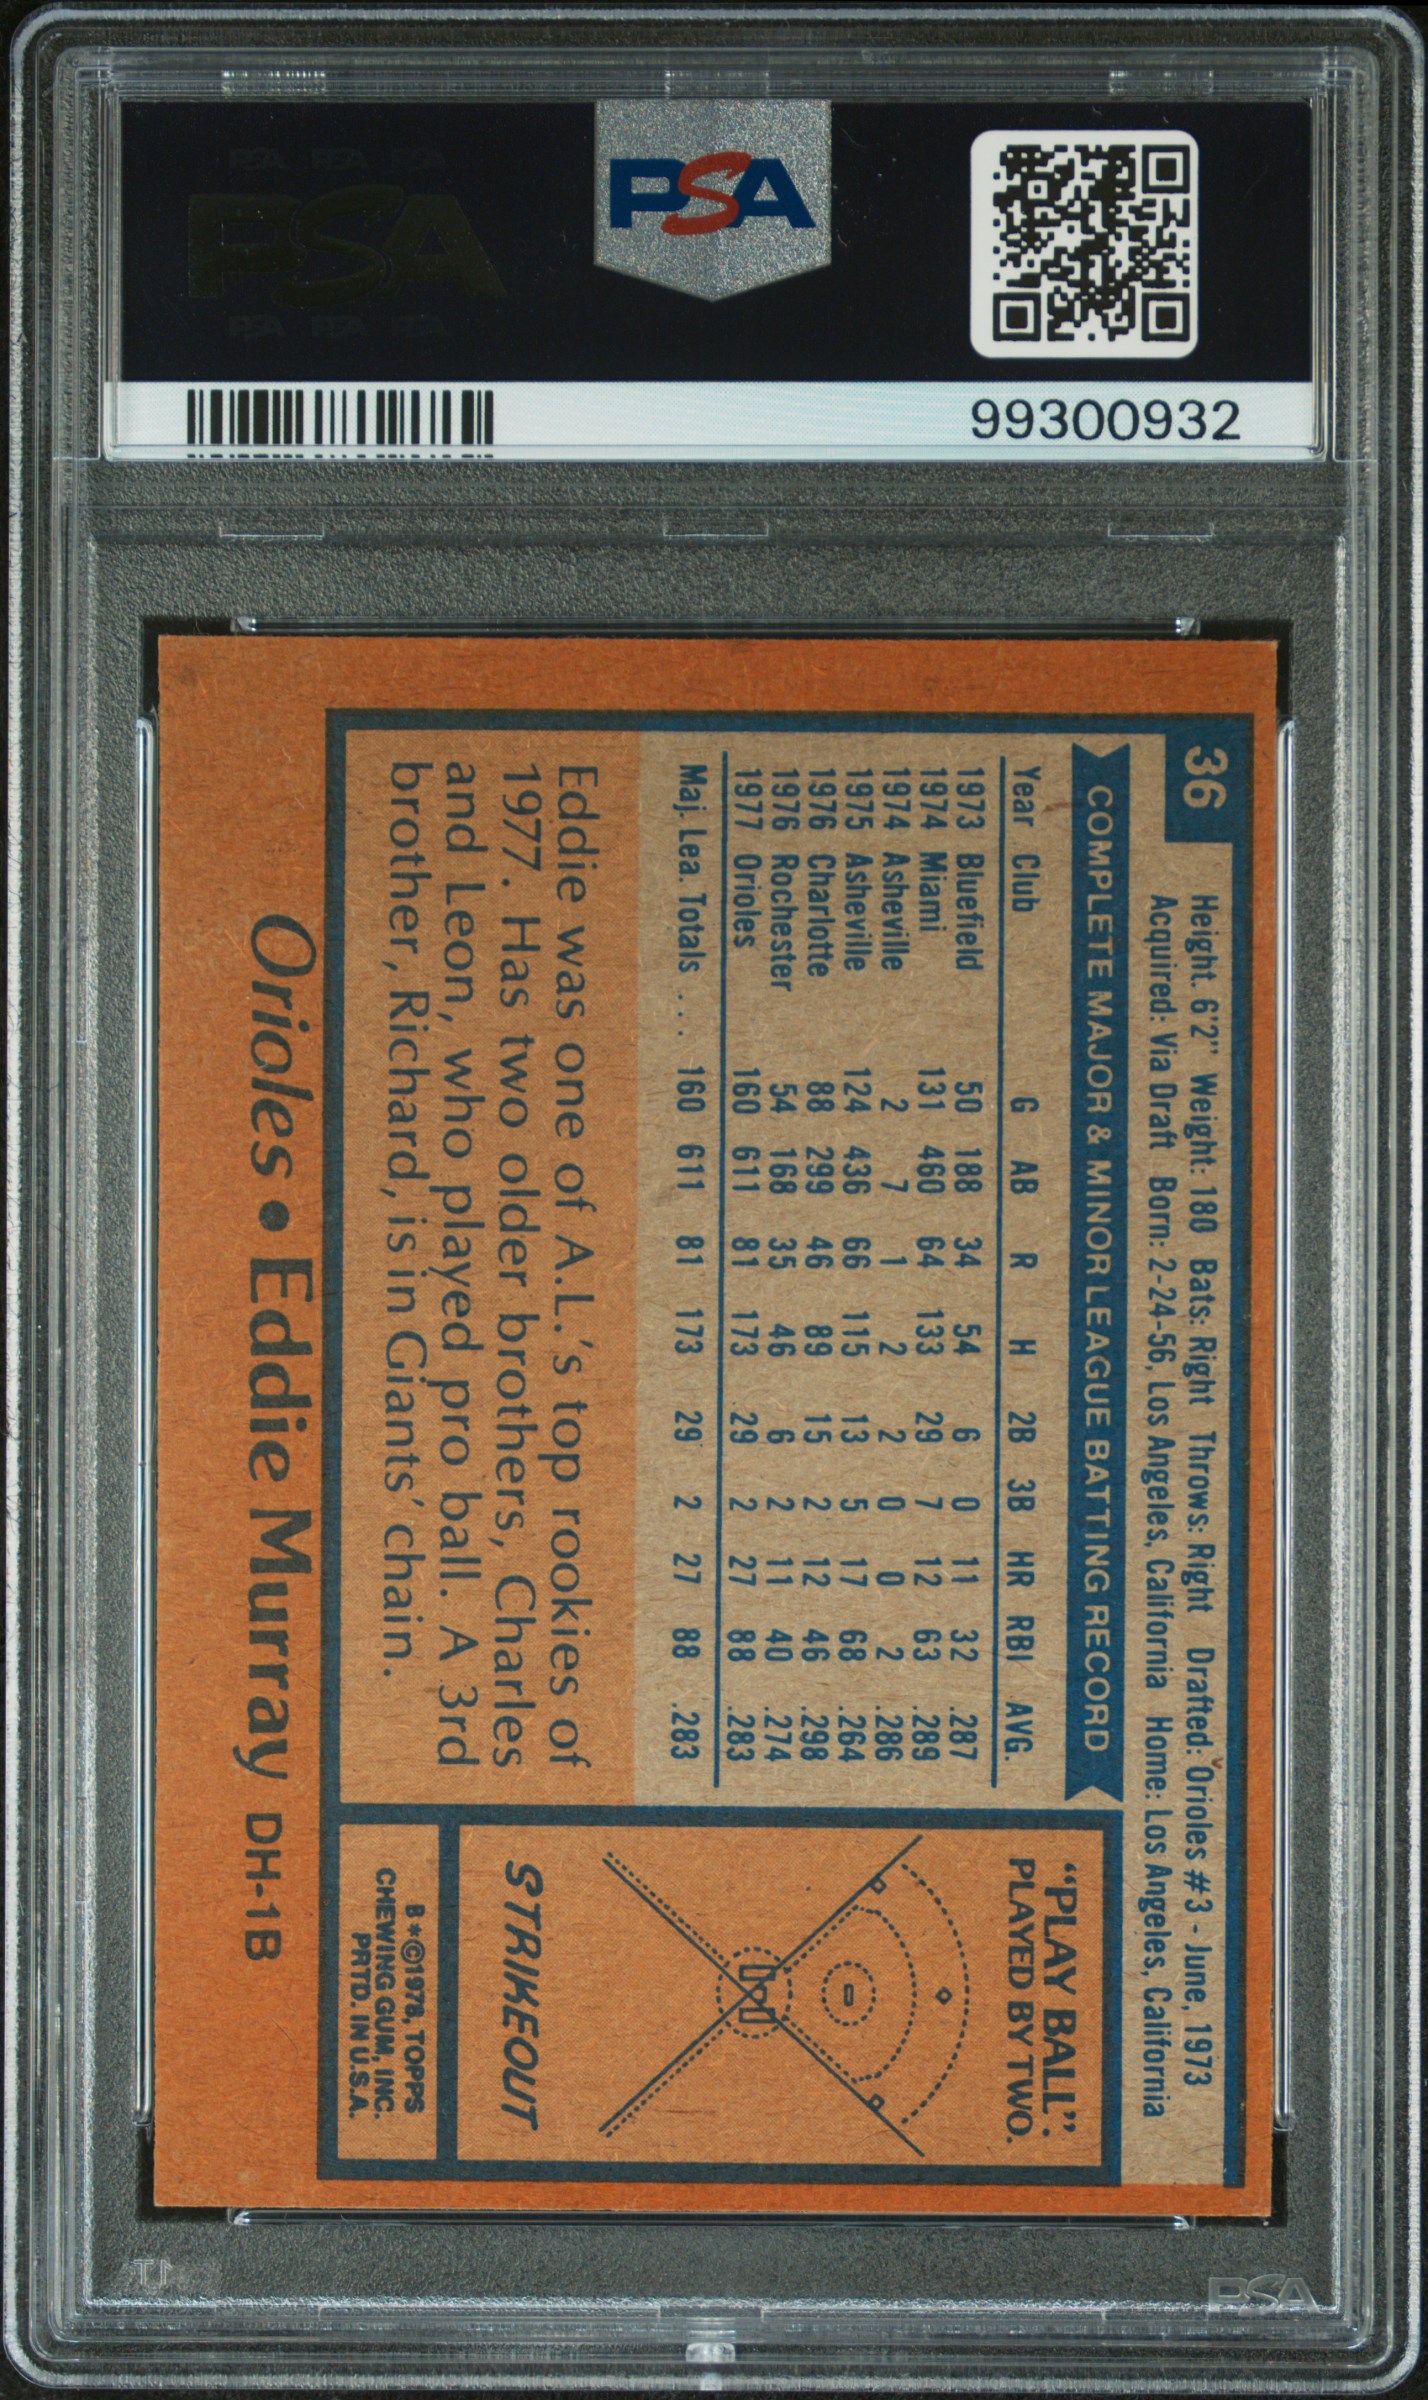 PSA PSA PSA
PSA
PSA PSA PSA
PSA
99300932
36
Height. 6'2" Weight: 180 Bats: Right Throws: Right Drafted: Orioles #3 - June, 1973
Acquired: Via Draft Born: 2-24-56, Los Angeles, California Home: Los Angeles, California
COMPLETE MAJOR & MINOR LEAGUE BATTING RECORD
Year Club G AB R H 2B 3B HR RBI AVG.
1973 Bluefield 50 188 34 54 6 0 11 32 .287
1974 Miami 131 460 64 133 29 7 12 63 .289
1974 Asheville 2 7 1 2 2 0 0 2 .286
1975 Asheville 124 436 66 115 13 5 17 68 .264
1976 Charlotte 88 299 46 89 15 2 12 46 .298
1976 Rochester 54 168 35 46 6 2 11 40 .274
1977 Orioles 160 611 81 173 29 2 27 88 .283
Maj. Lea. Totals . . . 160 611 81 173 29 2 27 88 .283
Eddie was one of A.L.'s top rookies of
1977. Has two older brothers, Charles
and Leon, who played pro ball. A 3rd
brother, Richard, is in Giants' chain.
"PLAY BALL":
PLAYED BY TWO.
STRIKEOUT
B*©1978, TOPPS
CHEWING GUM, INC.
PRTD. IN U.S.A.
Orioles • Eddie Murray DH-1B
PSA